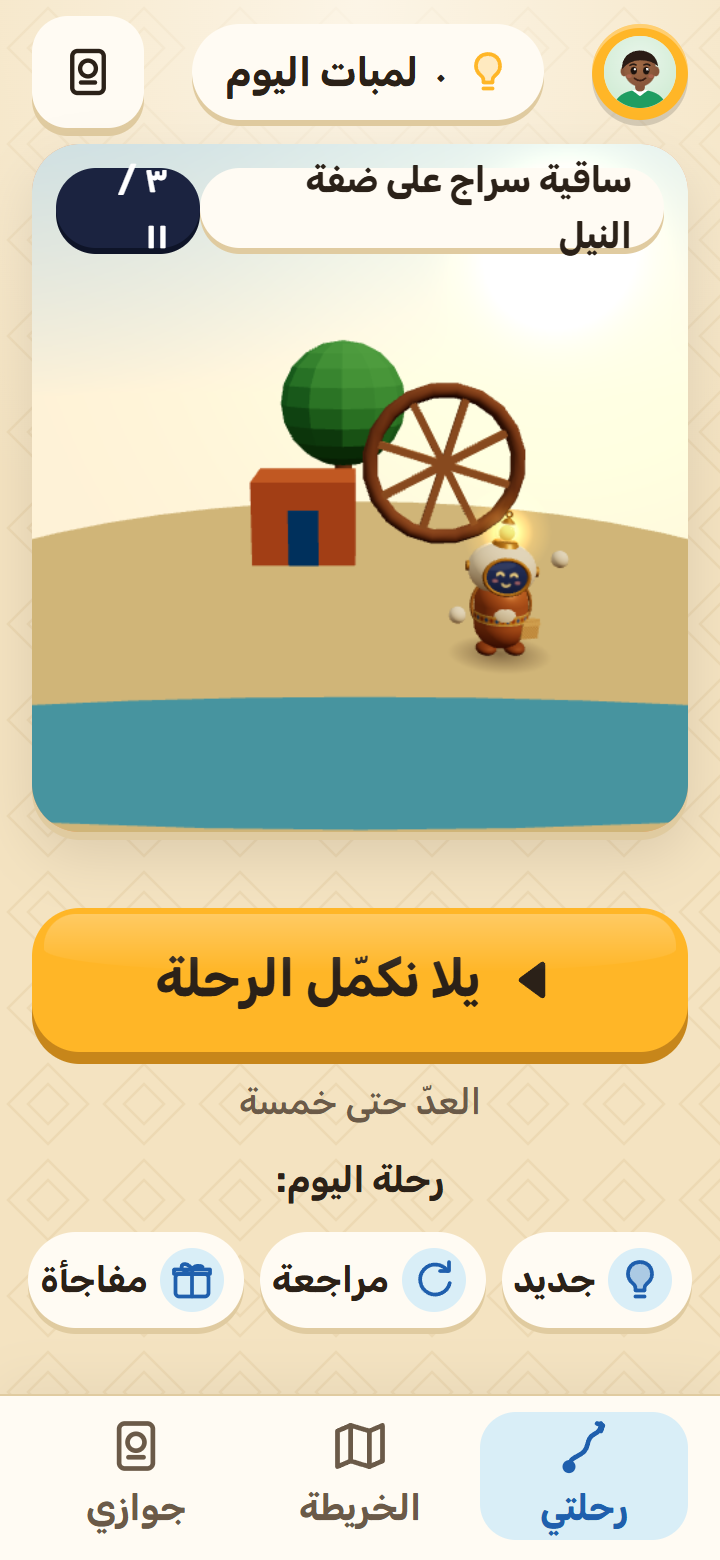 ٠ لمبات اليوم
ساقية سراج على ضفة
النيل
٣ /
١١
يلا نكمّل الرحلة
العدّ حتى خمسة
رحلة اليوم:
جديد
مراجعة
مفاجأة
رحلتي
الخريطة
جوازي